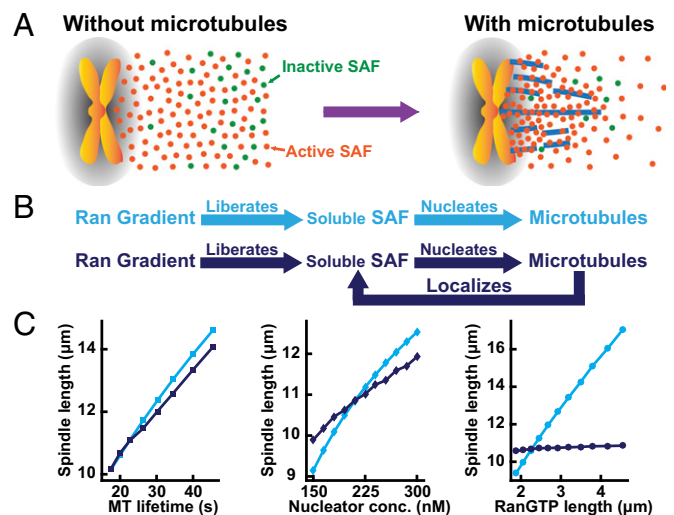 A
Without microtubules
With microtubules
Inactive SAF
Active SAF
B
Ran Gradient Liberates Soluble SAF Nucleates Microtubules
Ran Gradient Liberates Soluble SAF Nucleates Microtubules
Localizes
C
Spindle length (µm)
14
12
10
20 30 40
MT lifetime (s)
Spindle length (µm)
12
11
10
9
150 225 300
Nucleator conc. (nM)
Spindle length (µm)
16
14
12
10
2 3 4
RanGTP length (µm)